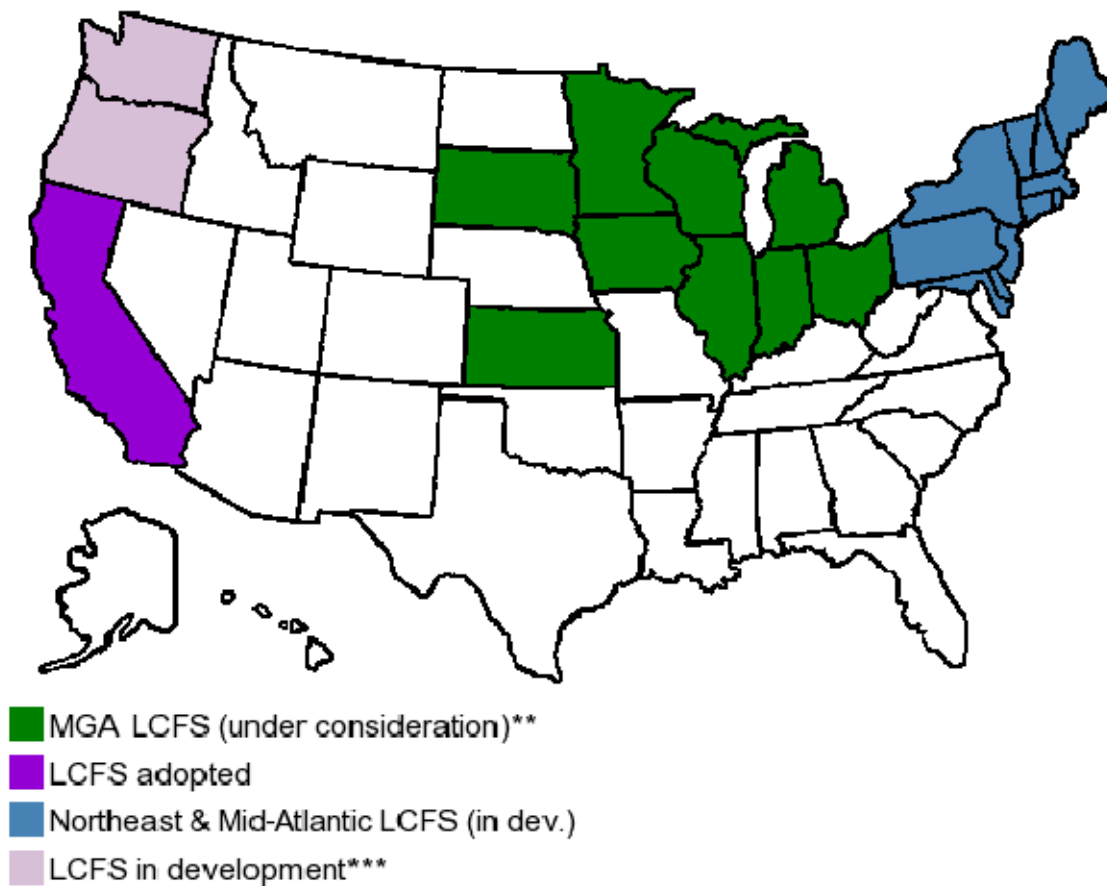 MGA LCFS (under consideration)**
LCFS adopted
Northeast & Mid-Atlantic LCFS (in dev.)
LCFS in development***